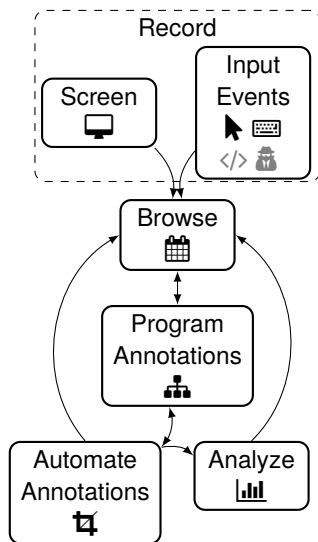 Record
Screen
Input
Events
</>
Browse
Program
Annotations
Automate
Annotations
Analyze